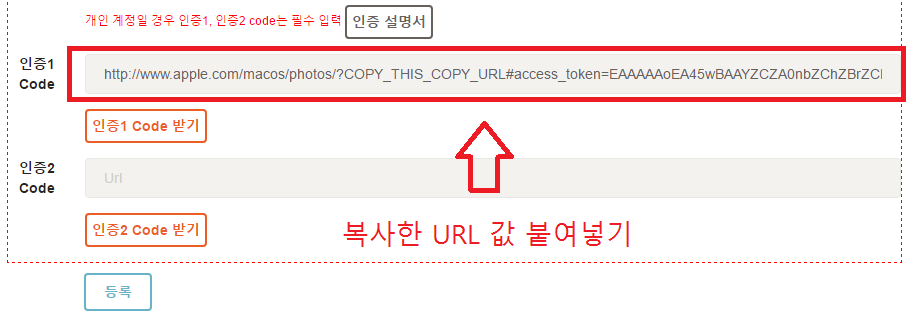 개인 계정일 경우 인증1, 인증2 code는 필수 입력 인증 설명서
인증1 Code
http://www.apple.com/macos/photos/?COPY_THIS_COPY_URL#access_token=EAAAAAoEA45wBAAYZCZA0nbZChZBrZCI
인증1 Code 받기
인증2 Code
Url
인증2 Code 받기
복사한 URL 값 붙여넣기
등록